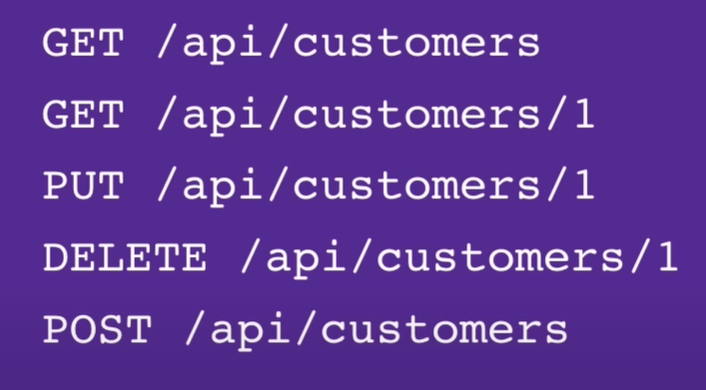 GET /api/customers
GET /api/customers/1
PUT /api/customers/1
DELETE /api/customers/1
POST /api/customers